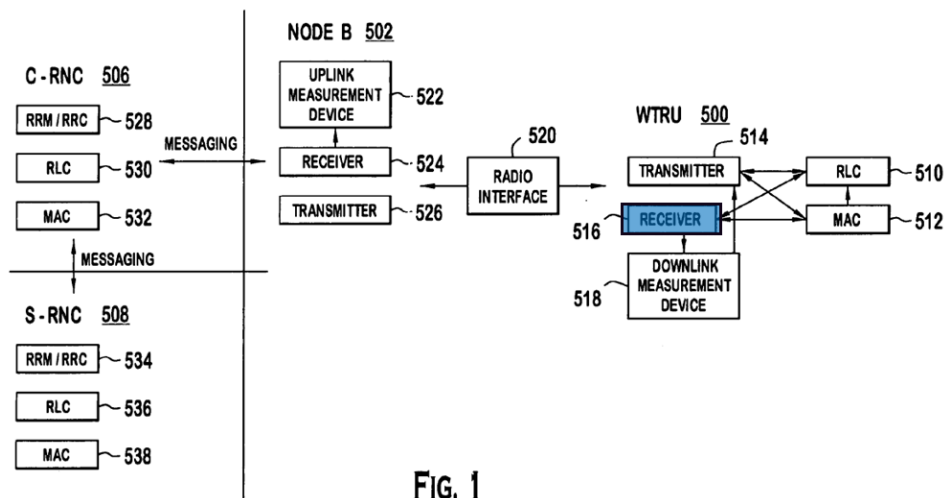 NODE B 502
C-RNC 506
UPLINK
MEASUREMENT
DEVICE
522
RRM / RRC
528
MESSAGING
RLC
530
RECEIVER
524
MAC
532
TRANSMITTER
526
520
RADIO
INTERFACE
WTRU 500
514
TRANSMITTER
RLC
510
516
RECEIVER
MAC
512
518
DOWNLINK
MEASUREMENT
DEVICE
MESSAGING
S-RNC 508
RRM / RRC
534
RLC
536
MAC
538
FIG. 1